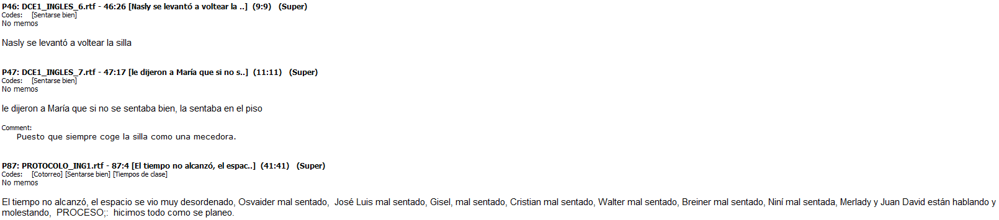 P46: DCE1_INGLES_6.rtf - 46:26 [Nasly se levantó a voltear la ..]  (9:9)   (Super)
Codes: [Sentarse bien]
No memos
Nasly se levantó a voltear la silla
P47: DCE1_INGLES_7.rtf - 47:17 [le dijeron a María que si no s..]  (11:11)   (Super)
Codes: [Sentarse bien]
No memos
le dijeron a María que si no se sentaba bien, la sentaba en el piso
Comment:
Puesto que siempre coge la silla como una mecedora.
P87: PROTOCOLO_ING1.rtf - 87:4 [El tiempo no alcanzó, el espac..]  (41:41)   (Super)
Codes: [Cotorreo] [Sentarse bien] [Tiempos de clase]
No memos
El tiempo no alcanzó, el espacio se vio muy desordenado, Osvaider mal sentado,  José Luis mal sentado, Gisel, mal sentado, Cristian mal sentado, Walter mal sentado, Breiner mal sentado, Niní mal sentada, Merlady y Juan David están hablando y
molestando,  PROCESO;:  hicimos todo como se planeo.